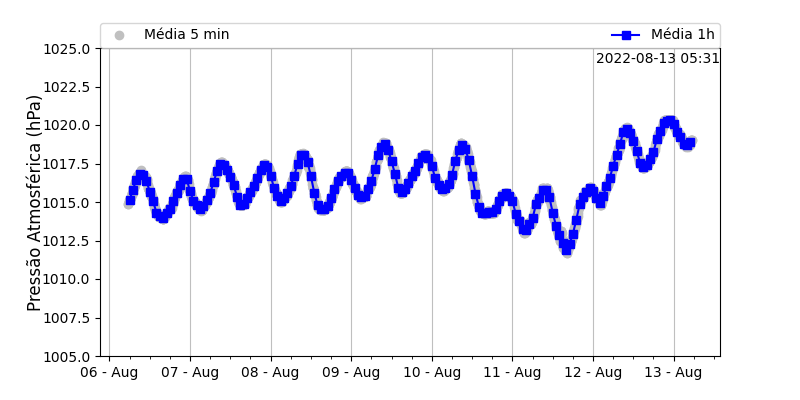 Média 5 min
Média 1h
2022-08-13 05:31
Pressão Atmosférica (hPa)
1025.0
1022.5
1020.0
1017.5
1015.0
1012.5
1010.0
1007.5
1005.0
06 - Aug
07 - Aug
08 - Aug
09 - Aug
10 - Aug
11 - Aug
12 - Aug
13 - Aug